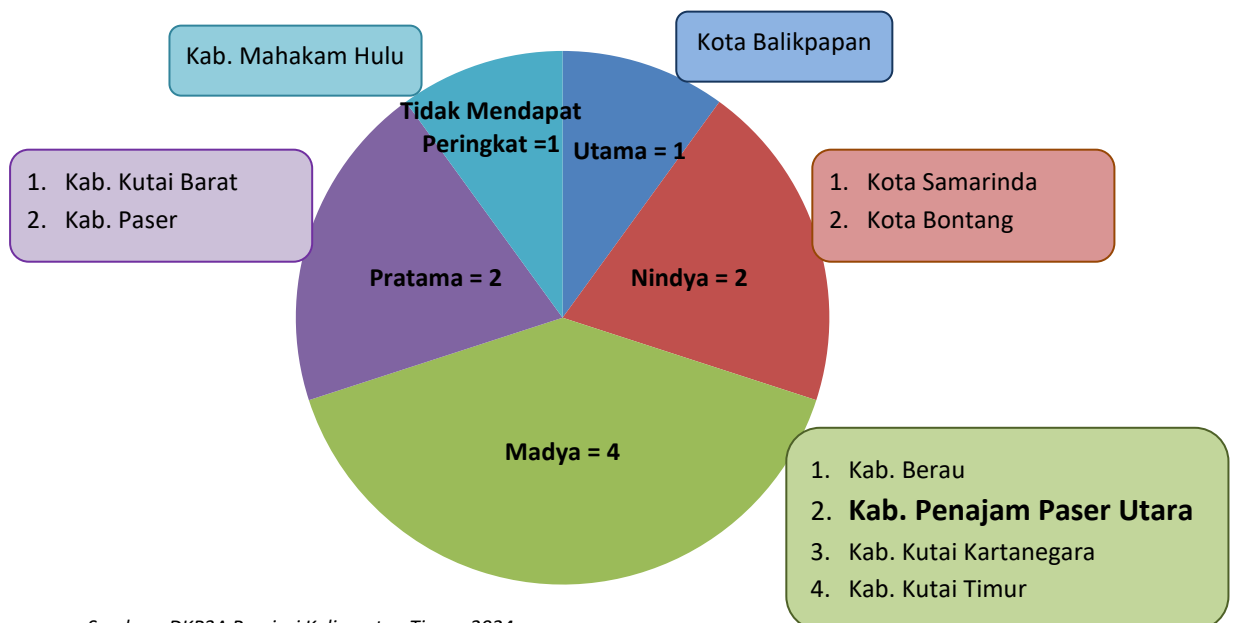 Kab. Mahakam Hulu
Kota Balikpapan
Tidak Mendapat
Peringkat =1
Utama = 1
1. Kab. Kutai Barat
2. Kab. Paser
1. Kota Samarinda
2. Kota Bontang
Pratama = 2
Nindya = 2
Madya = 4
1. Kab. Berau
2. Kab. Penajam Paser Utara
3. Kab. Kutai Kartanegara
4. Kab. Kutai Timur